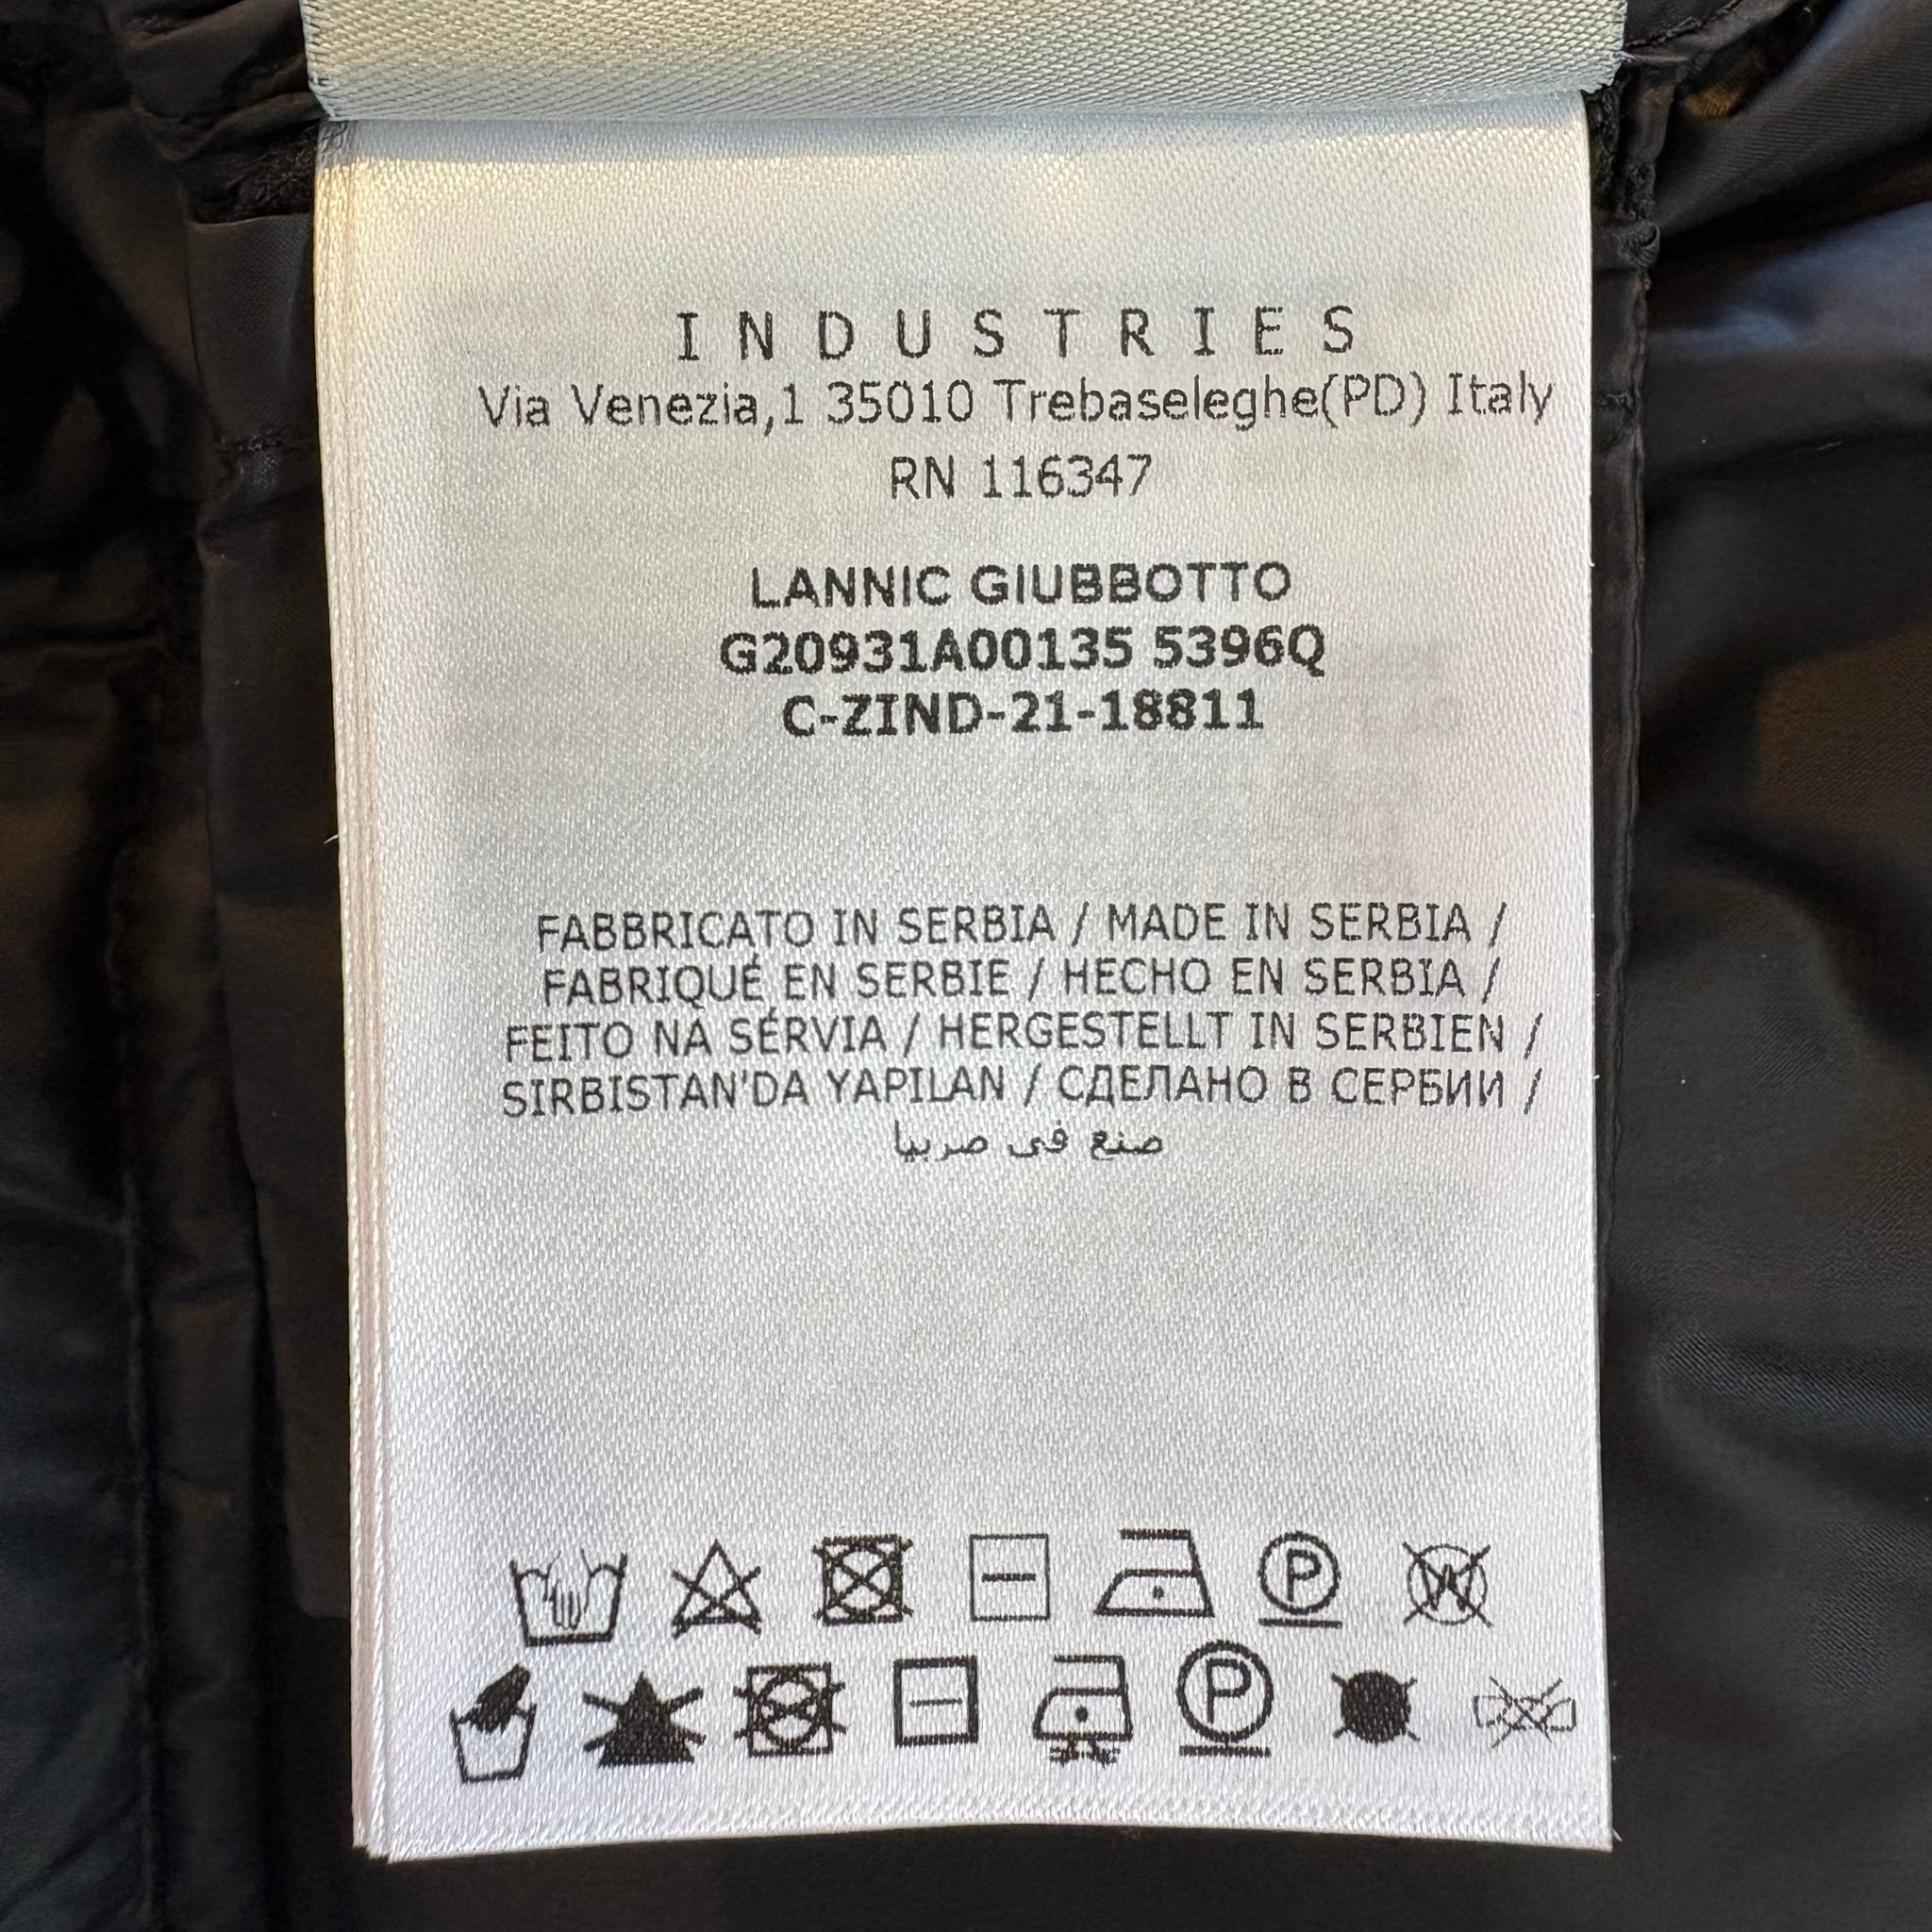 INDUSTRIES
Via Venezia,1 35010 Trebaseleghe(PD) Italy
RN 116347
LANNIC GIUBBOTTO
G20931A00135 5396Q
C-ZIND-21-18811
FABBRICATO IN SERBIA / MADE IN SERBIA /
FABRIQUÉ EN SERBIE / HECHO EN SERBIA /
FEITO NA SÉRVIA / HERGESTELLT IN SERBIEN /
SIRBISTAN'DA YAPILAN / СДЕЛАНО В СЕРБИИ /
صنع فى صربيا
P W
P